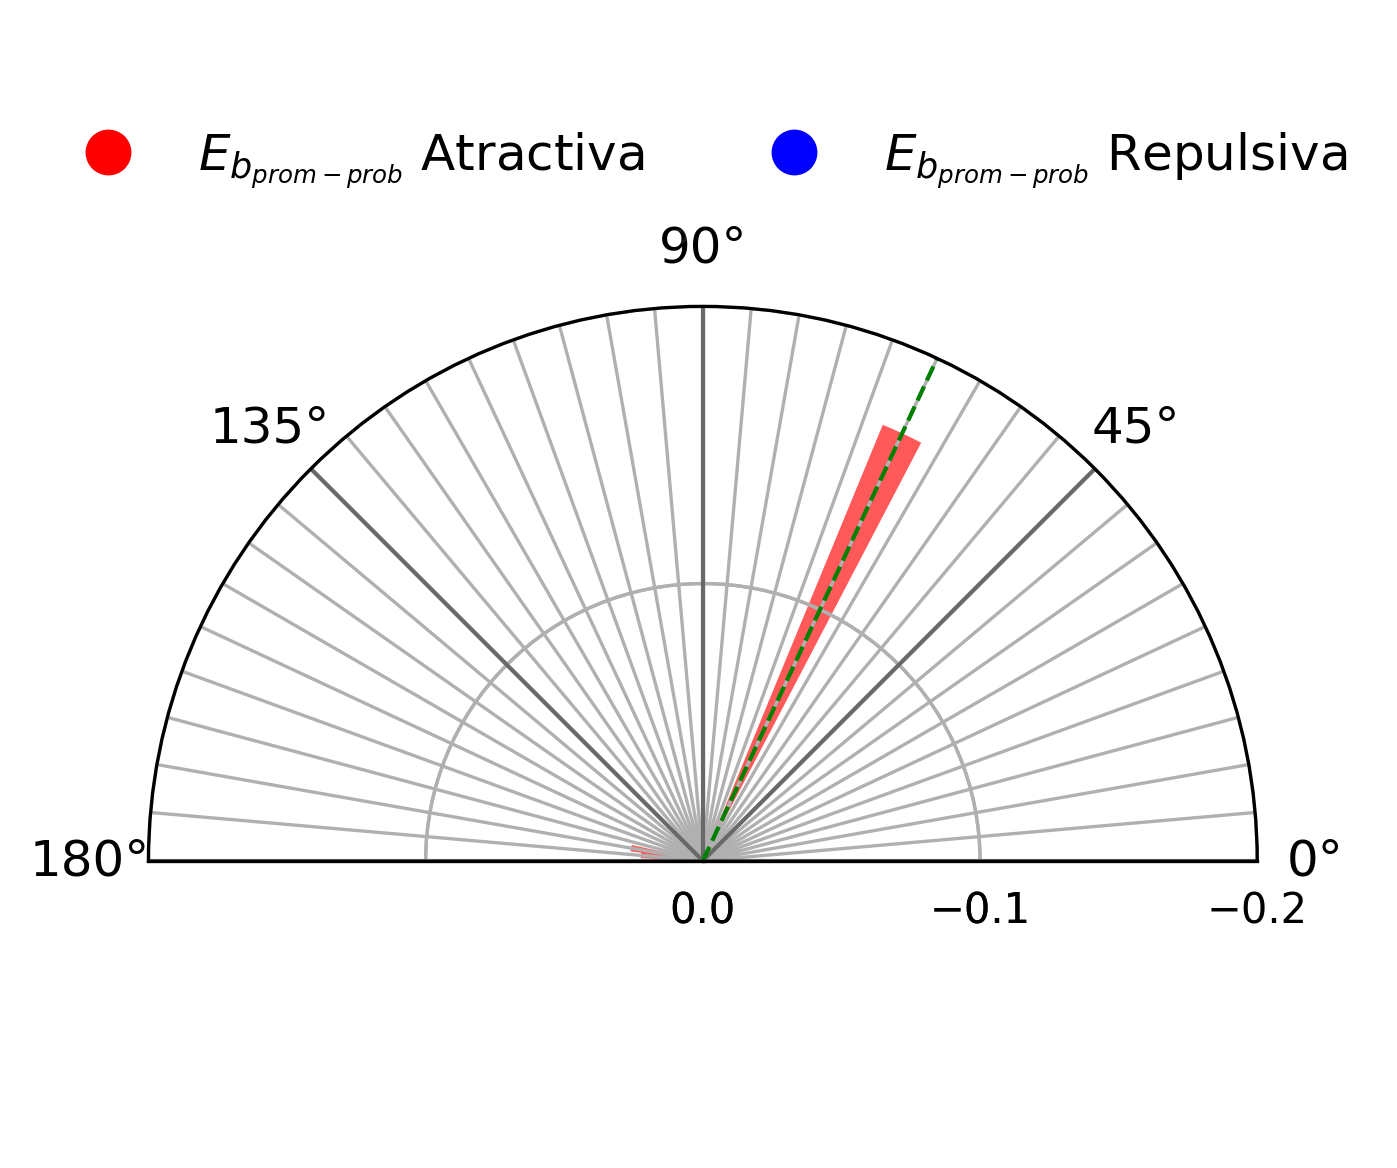 E_{b_{prom-prob}} Atractiva E_{b_{prom-prob}} Repulsiva
90°
135° 45°
180° 0°
0.0 −0.1 −0.2